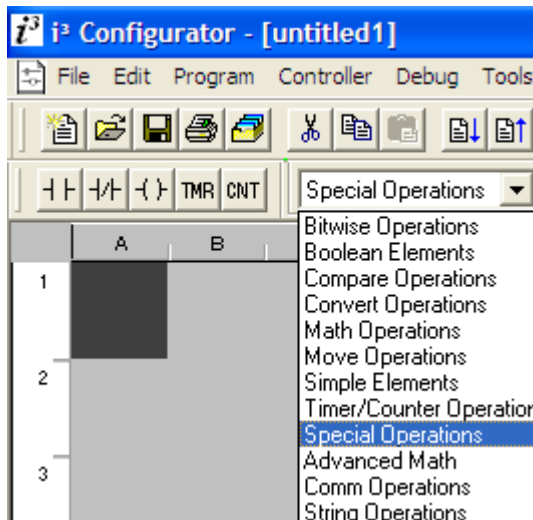 i³ i³ Configurator - [untitled1]
File Edit Program Controller Debug Tools
TMR CNT Special Operations
A B
Bitwise Operations
Boolean Elements
1 Compare Operations
Convert Operations
Math Operations
Move Operations
2 Simple Elements
Timer/Counter Operation
Special Operations
Advanced Math
3 Comm Operations
String Operations